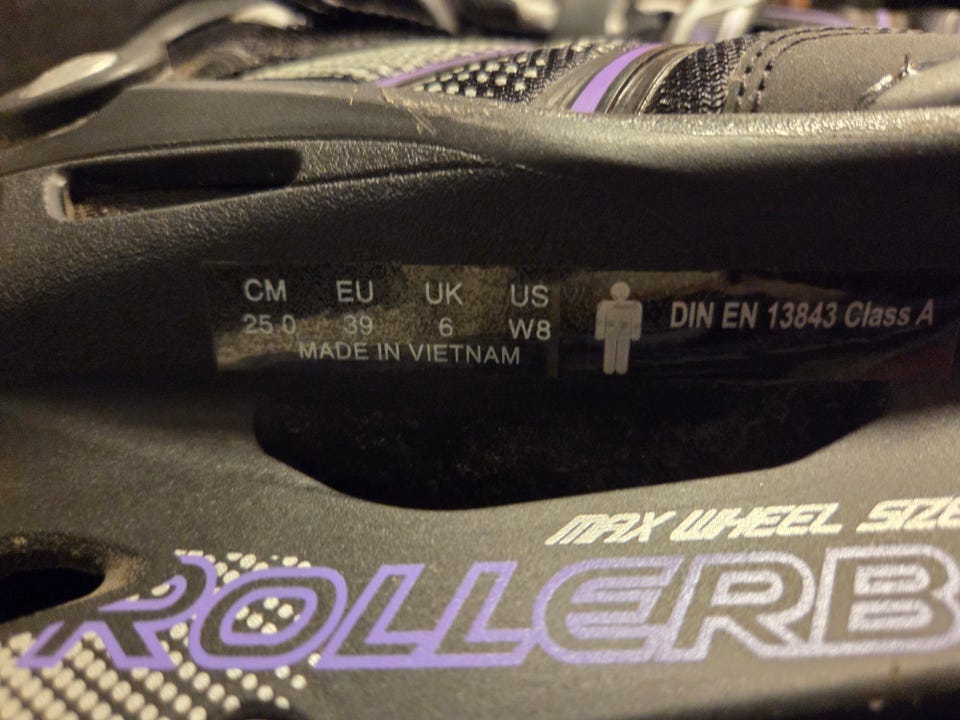 CM EU UK US
25.0 39 6 W8
MADE IN VIETNAM
DIN EN 13843 Class A
MAX WHEEL SIZE
ROLLERB